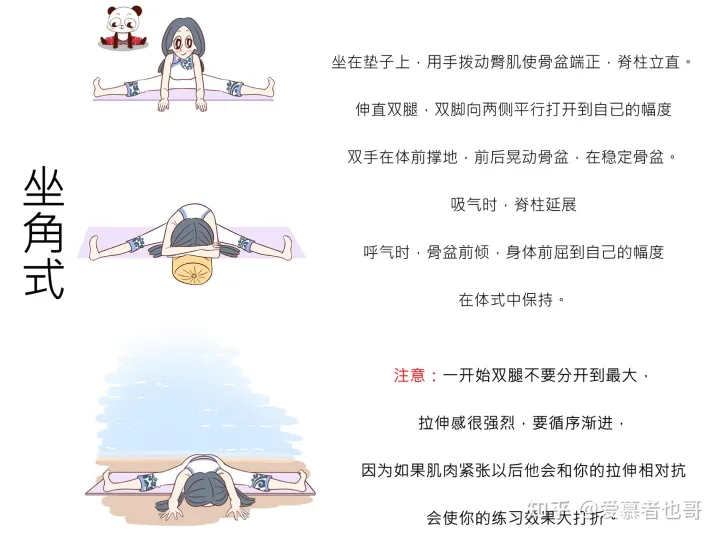 坐角式
坐在垫子上，用手拨动臀肌使骨盆端正，脊柱立直。
伸直双腿，双脚向两侧平行打开到自已的幅度
双手在体前撑地，前后晃动骨盆，在稳定骨盆。
吸气时，脊柱延展
呼气时，骨盆前倾，身体前屈到自己的幅度
在体式中保持。
注意：一开始双腿不要分开到最大，
拉伸感很强烈，要循序渐进，
因为如果肌肉紧张以后他会和你的拉伸相对抗
会使你的练习效果大打折。
知乎 @爱慕者也哥